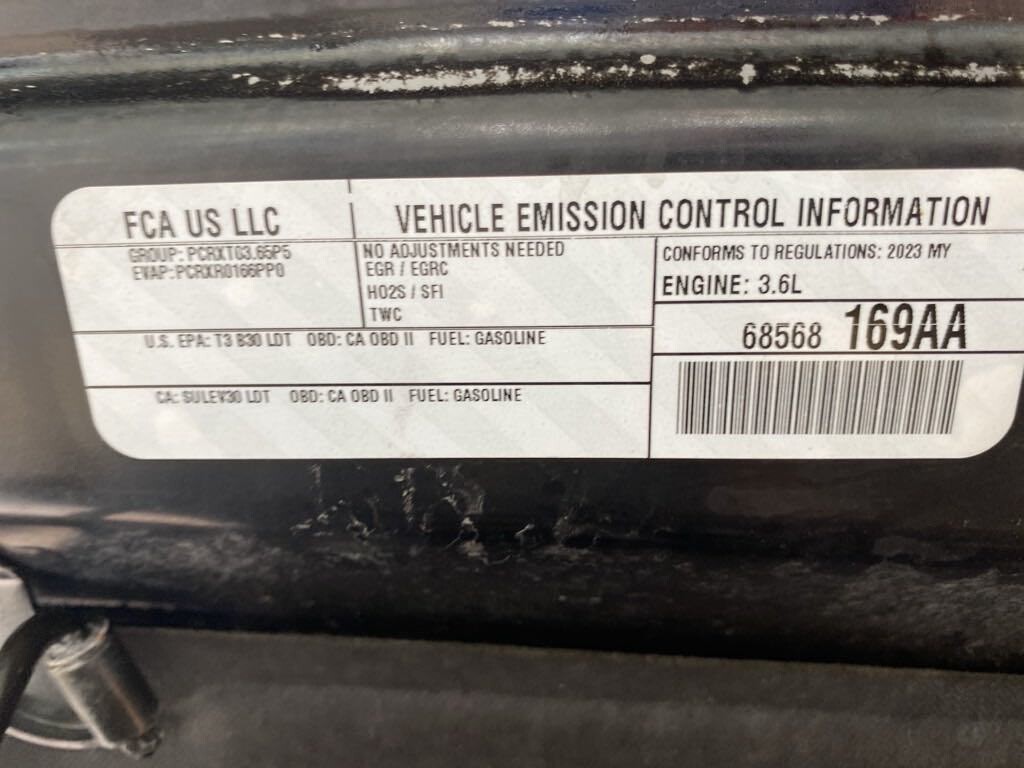 FCA US LLC
VEHICLE EMISSION CONTROL INFORMATION
GROUP: PCRXT03.65P5
EVAP: PCRXR0166PP0
NO ADJUSTMENTS NEEDED
EGR / EGRC
HO2S / SFI
TWC
CONFORMS TO REGULATIONS: 2023 MY
ENGINE: 3.6L
68568 169AA
U.S. EPA: T3 B30 LDT OBD: CA OBD II FUEL: GASOLINE
CA: SULEV30 LDT OBD: CA OBD II FUEL: GASOLINE